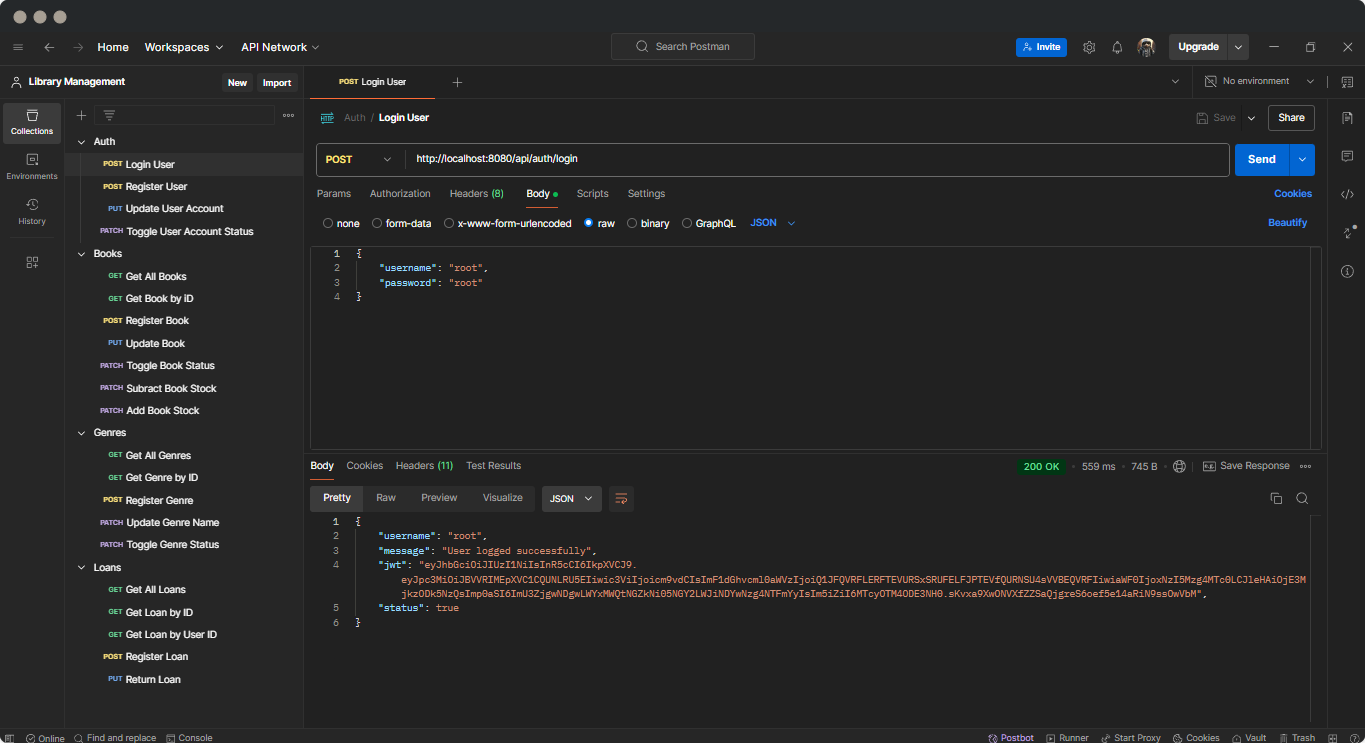 Home Workspaces API Network Search Postman Invite Upgrade
Library Management New Import POST Login User No environment
Collections
Environments
History
Auth
POST Login User
POST Register User
PUT Update User Account
PATCH Toggle User Account Status
Books
GET Get All Books
GET Get Book by iD
POST Register Book
PUT Update Book
PATCH Toggle Book Status
PATCH Subract Book Stock
PATCH Add Book Stock
Genres
GET Get All Genres
GET Get Genre by ID
POST Register Genre
PATCH Update Genre Name
PATCH Toggle Genre Status
Loans
GET Get All Loans
GET Get Loan by ID
GET Get Loan by User ID
POST Register Loan
PUT Return Loan
HTTP Auth / Login User Save Share
POST http://localhost:8080/api/auth/login Send
Params Authorization Headers (8) Body Scripts Settings Cookies
none form-data x-www-form-urlencoded raw binary GraphQL JSON Beautify
1 {
2 "username": "root",
3 "password": "root"
4 }
Body Cookies Headers (11) Test Results 200 OK 559 ms 745 B Save Response
Pretty Raw Preview Visualize JSON
1 {
2 "username": "root",
3 "message": "User logged successfully",
4 "jwt": "eyJhbGciOiJIUzI1NiIsInR5cCI6IkpXVCJ9.
5 "status": true
6 }
Online Find and replace Console Postbot Runner Start Proxy Cookies Vault Trash